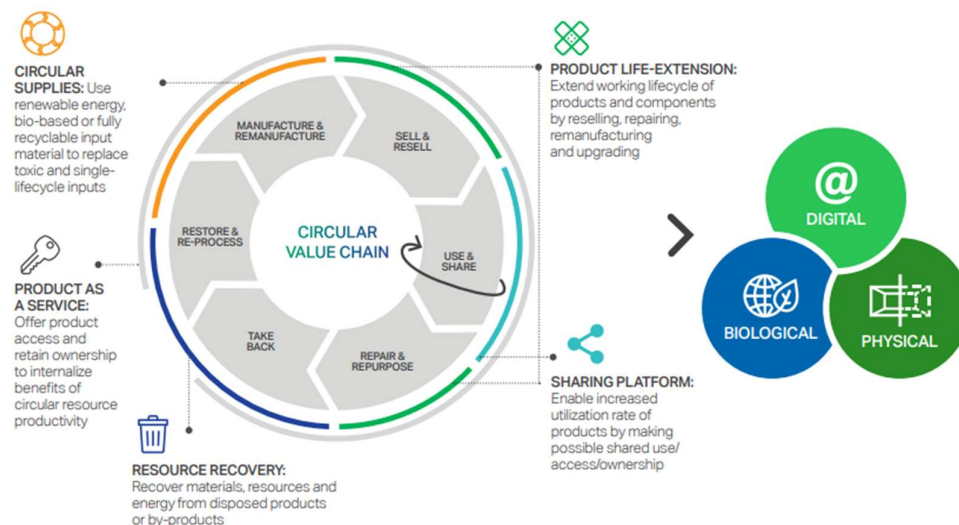 CIRCULAR
SUPPLIES: Use
renewable energy,
bio-based or fully
recyclable input
material to replace
toxic and single-
lifecycle inputs
PRODUCT AS
A SERVICE:
Offer product
access and
retain ownership
to internalize
benefits of
circular resource
productivity
RESOURCE RECOVERY:
Recover materials, resources and
energy from disposed products
or by-products
MANUFACTURE &
REMANUFACTURE
SELL &
RESELL
USE &
SHARE
REPAIR &
REPURPOSE
TAKE
BACK
RESTORE &
RE-PROCESS
CIRCULAR
VALUE CHAIN
PRODUCT LIFE-EXTENSION:
Extend working lifecycle of
products and components
by reselling, repairing,
remanufacturing
and upgrading
SHARING PLATFORM:
Enable increased
utilization rate of
products by making
possible shared use/
access/ownership
@
DIGITAL
BIOLOGICAL
PHYSICAL